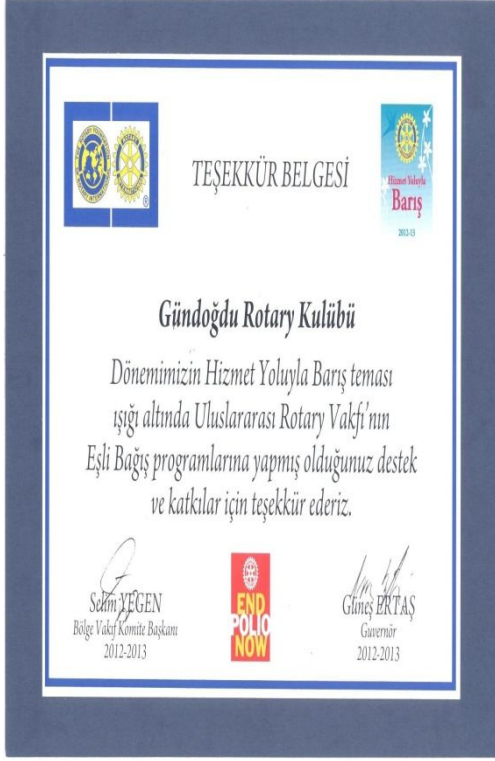 TEŞEKKÜR BELGESİ
Hizmet Yoluyla
Barış
2012-13
Gündoğdu Rotary Kulübü
Dönemimizin Hizmet Yoluyla Barış teması
ışığı altında Uluslararası Rotary Vakfı'nın
Eşli Bağış programlarına yapmış olduğunuz destek
ve katkılar için teşekkür ederiz.
Selim YEGEN
Bölge Vakıf Komite Başkanı
2012-2013
END
POLIO
NOW
Güneş ERTAŞ
Guvernör
2012-2013